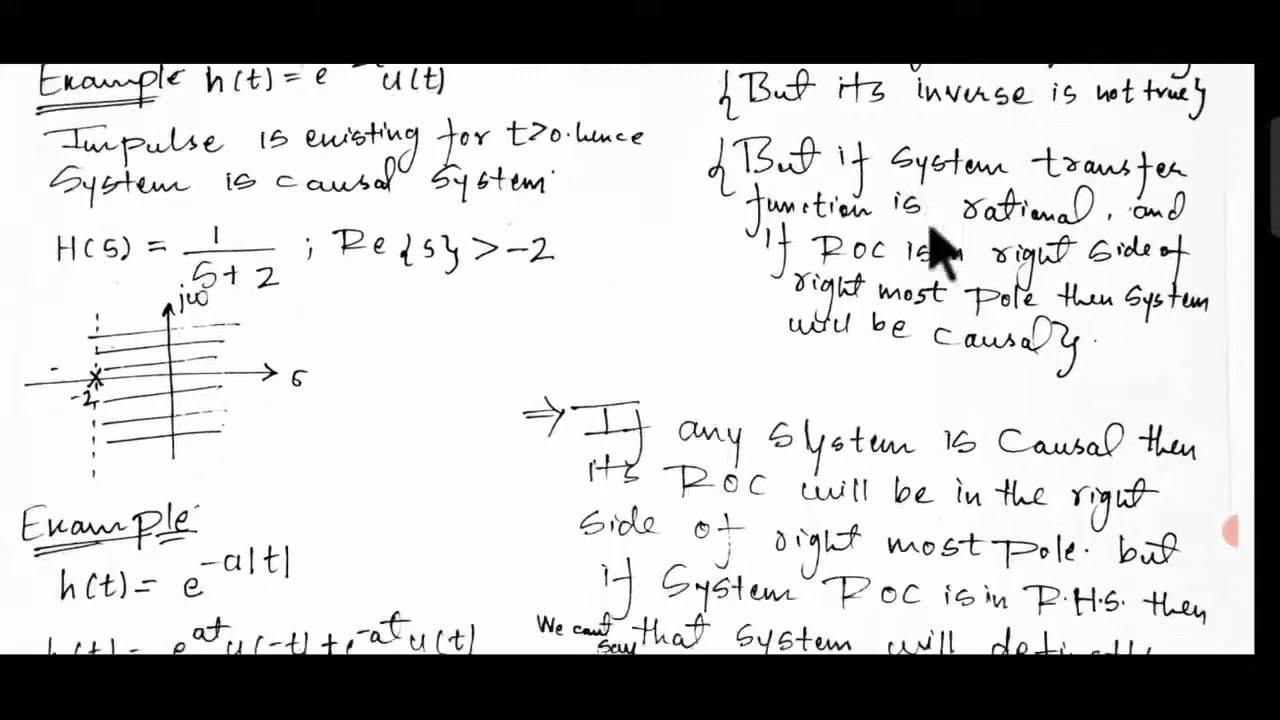 Example h(t) = e u(t)
Impulse is existing for t>0. hence
System is causal System.
H(s) = 1/(s+2) ; Re{s} > -2
jω
σ
-2
Example:
h(t) = e^{-a|t|}
h(t) = e^{at} u(-t) + e^{-at} u(t)
{But its inverse is not true}
{But if System transfer
function is rational, and
if ROC is in right Side of
right most Pole then System
will be causal}.
⇒ If any System is Causal then
its ROC will be in the right
Side of right most Pole. but
if System ROC is in R.H.S. then
We can't say that System will